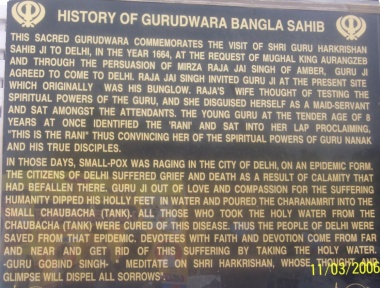 HISTORY OF GURUDWARA BANGLA SAHIB
THIS SACRED GURUDWARA COMMEMORATES THE VISIT OF SHRI GURU HARKRISHAN
SAHIB JI TO DELHI, IN THE YEAR 1664, AT THE REQUEST OF MUGHAL KING AURANGZEB
AND THROUGH THE PERSUASION OF MIRZA RAJA JAI SINGH OF AMBER, GURU JI
AGREED TO COME TO DELHI. RAJA JAI SINGH INVITED GURU JI AT THE PRESENT SITE
WHICH ORIGINALLY WAS HIS BUNGLOW. RAJA'S WIFE THOUGHT OF TESTING THE
SPIRITUAL POWERS OF THE GURU, AND SHE DISGUISED HERSELF AS A MAID-SERVANT
AND SAT AMONGST THE ATTENDANTS. THE YOUNG GURU AT THE TENDER AGE OF 8
YEARS AT ONCE IDENTIFIED THE 'RANI' AND SAT INTO HER LAP PROCLAIMING,
"THIS IS THE RANI" THUS CONVINCING HER OF THE SPIRITUAL POWERS OF GURU NANAK
AND HIS TRUE DISCIPLES.
IN THOSE DAYS, SMALL-POX WAS RAGING IN THE CITY OF DELHI, ON AN EPIDEMIC FORM.
THE CITIZENS OF DELHI SUFFERED GRIEF AND DEATH AS A RESULT OF CALAMITY THAT
HAD BEFALLEN THERE. GURU JI OUT OF LOVE AND COMPASSION FOR THE SUFFERING
HUMANITY DIPPED HIS HOLLY FEET IN WATER AND POURED THE CHARANAMRIT INTO THE
SMALL CHAUBACHA (TANK). ALL THOSE WHO TOOK THE HOLY WATER FROM THE
CHAUBACHA (TANK) WERE CURED OF THIS DISEASE. THUS THE PEOPLE OF DELHI WERE
SAVED FROM THAT EPIDEMIC. DEVOTEES WITH FAITH AND DEVOTION COME FROM FAR
AND NEAR AND GET RID OF THIS SUFFERING BY TAKING THE HOLY WATER.
-GURU GOBIND SINGH- " MEDITATE ON SHRI HARKRISHAN, WHOSE THOUGHT AND
GLIMPSE WILL DISPEL ALL SORROWS".
11/03/2006